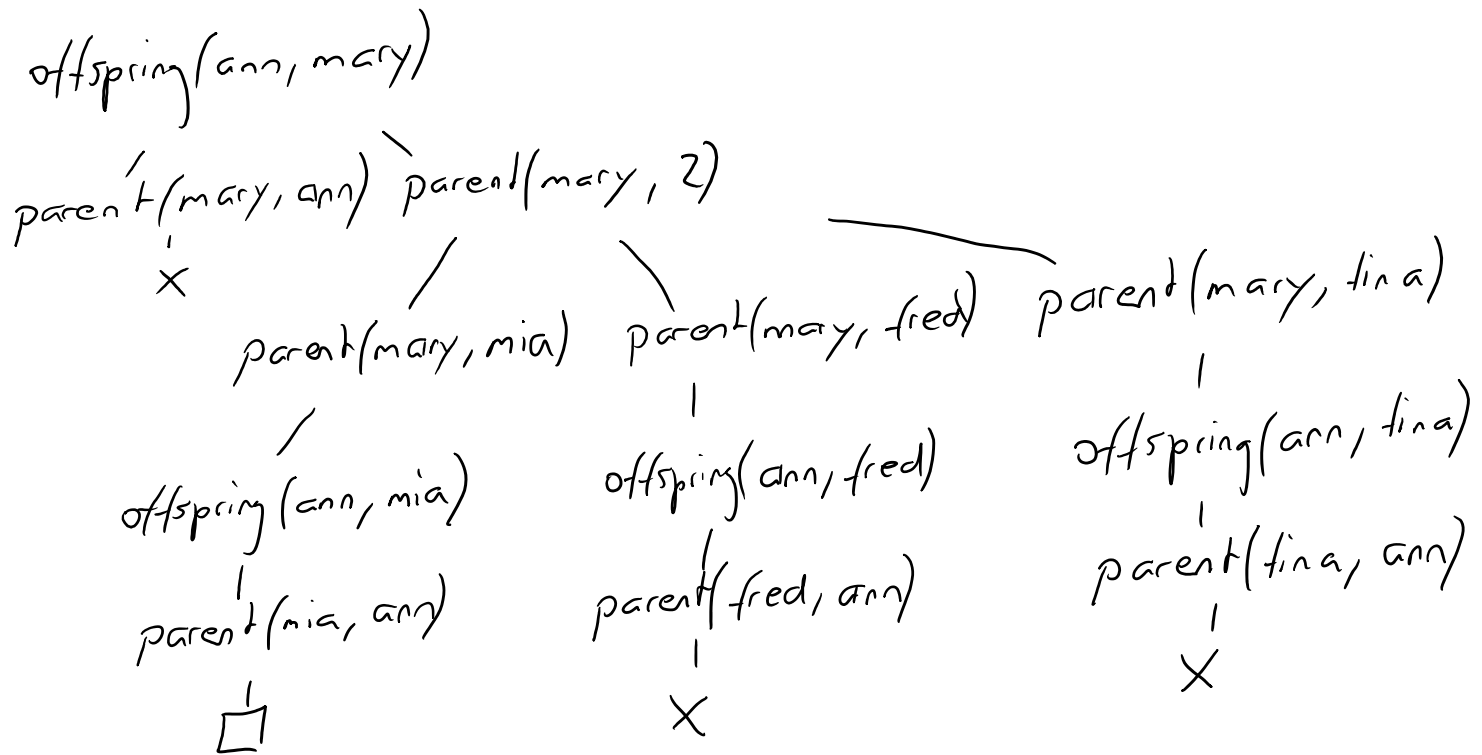 offspring(ann, mary)
parent(mary, ann) parent(mary, Z)
X
parent(mary, mia) parent(mary, fred) parent(mary, tina)
offspring(ann, mia) offspring(ann, fred) offspring(ann, tina)
parent(mia, ann) parent(fred, ann) parent(tina, ann)
X X